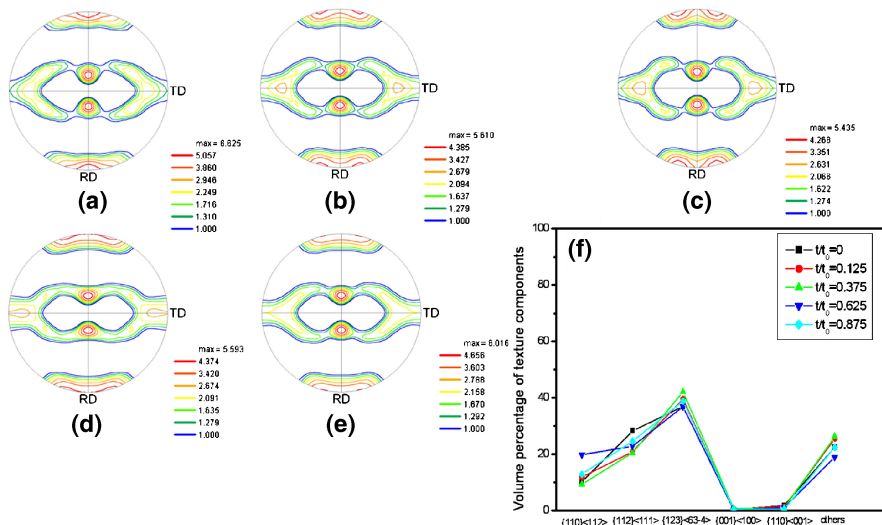 TD
max = 6.625
5.057
3.860
2.946
2.249
1.716
1.310
1.000
RD
(a)
TD
max = 5.610
4.385
3.427
2.679
2.094
1.637
1.279
1.000
RD
(b)
TD
max = 5.435
4.268
3.351
2.631
2.066
1.622
1.274
1.000
RD
(c)
TD
max = 5.593
4.374
3.420
2.674
2.091
1.635
1.279
1.000
RD
(d)
TD
max = 6.016
4.656
3.603
2.788
2.158
1.670
1.292
1.000
RD
(e)
(f)
Volume percentage of texture components
100
80
60
40
20
0
t/t0=0
t/t0=0.125
t/t0=0.375
t/t0=0.625
t/t0=0.875
{110}<112> {112}<111> {123}<63-4> {001}<100> {110}<001> others